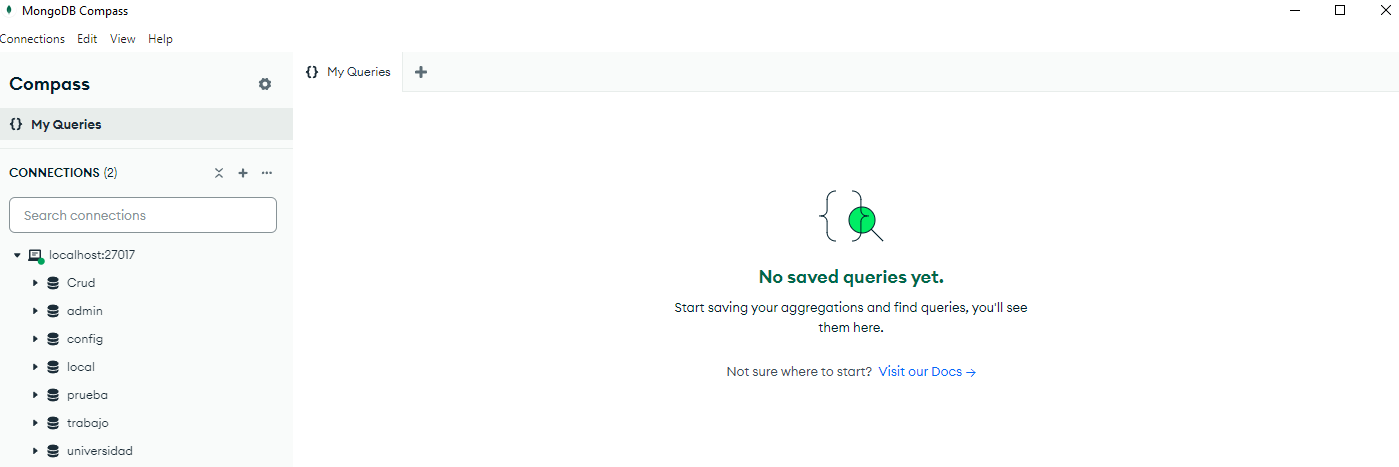 MongoDB Compass
Connections Edit View Help
Compass
{} My Queries +
{} My Queries
CONNECTIONS (2)
Search connections
localhost:27017
Crud
admin
config
local
prueba
trabajo
universidad
No saved queries yet.
Start saving your aggregations and find queries, you'll see
them here.
Not sure where to start? Visit our Docs →